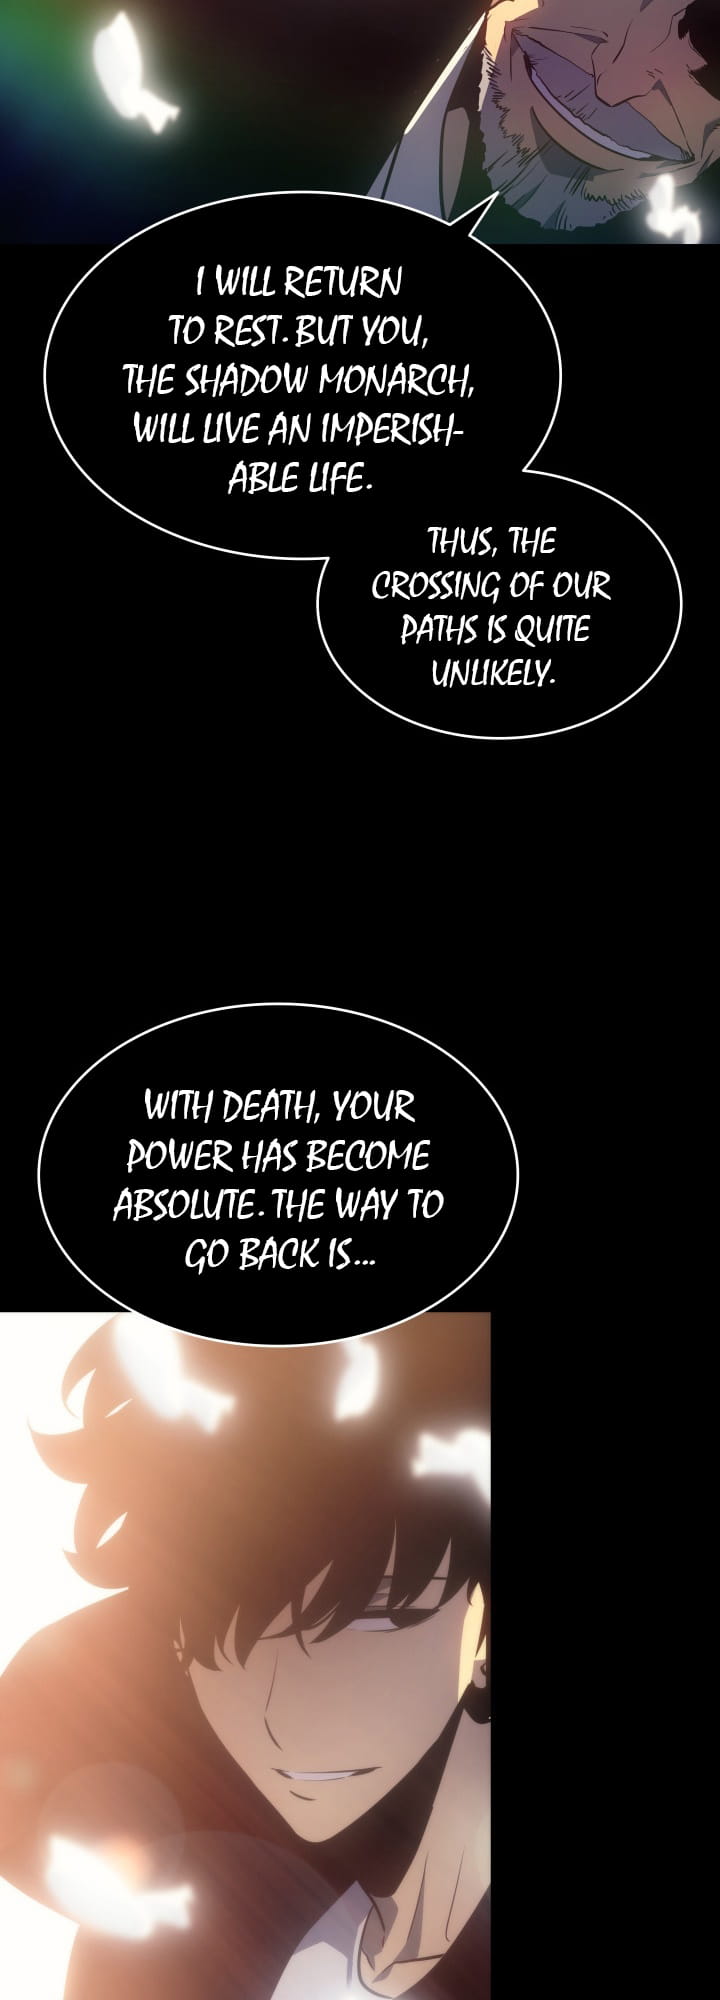 I WILL RETURN
TO REST. BUT YOU,
THE SHADOW MONARCH,
WILL LIVE AN IMPERISH-
ABLE LIFE.
THUS, THE
CROSSING OF OUR
PATHS IS QUITE
UNLIKELY.
WITH DEATH, YOUR
POWER HAS BECOME
ABSOLUTE. THE WAY TO
GO BACK IS...